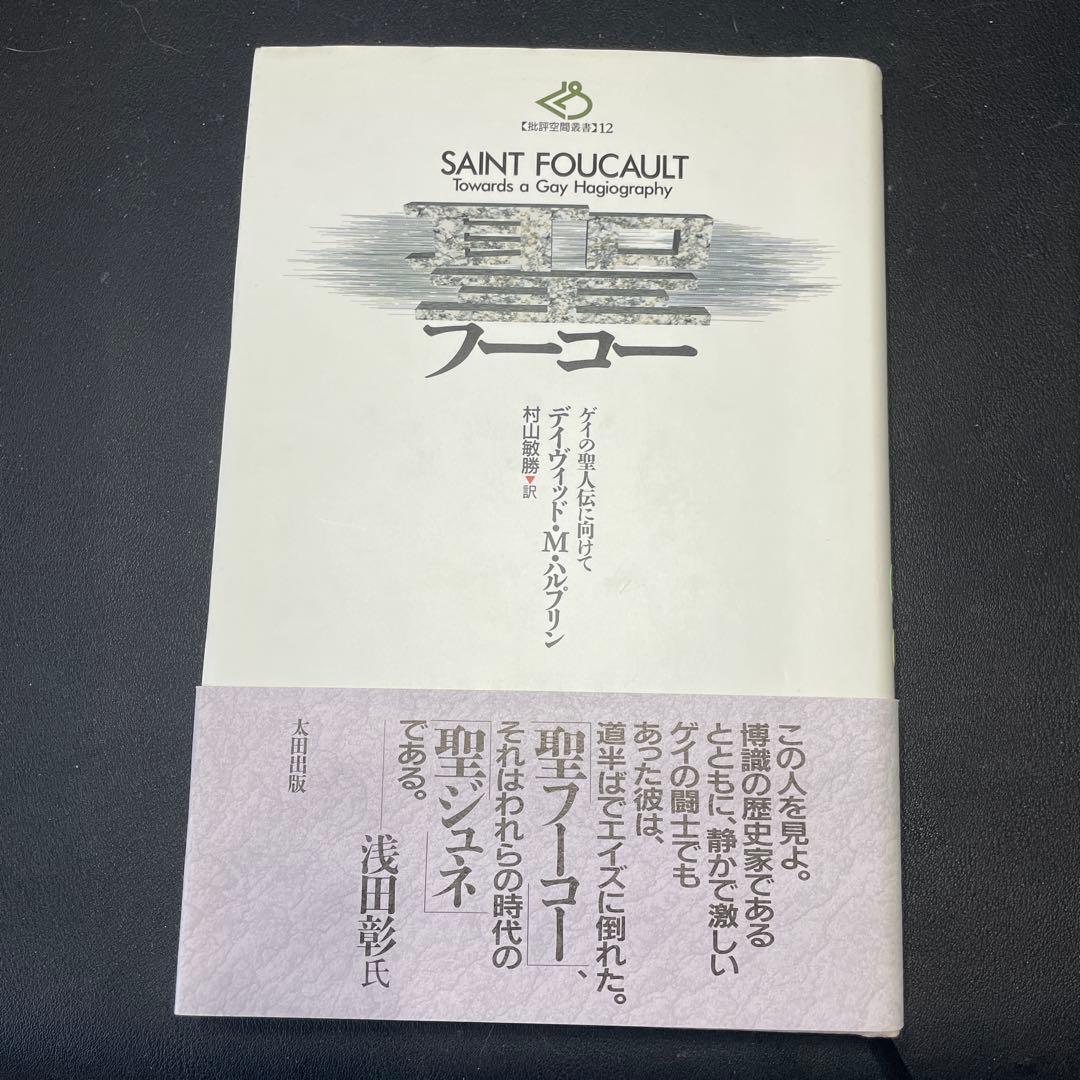 【批評空間叢書】12
SAINT FOUCAULT
Towards a Gay Hagiography
聖
フーコー
ゲイの聖人伝に向けて
デイヴィッド・M・ハルプリン
村山敏勝▼訳
この人を見よ。
博識の歴史家である
とともに、静かで激しい
ゲイの闘士でも
あった彼は、
道半ばでエイズに倒れた。
「聖フーコー」、
それはわれらの時代の
「聖ジュネ」
である。
――浅田彰氏
太田出版